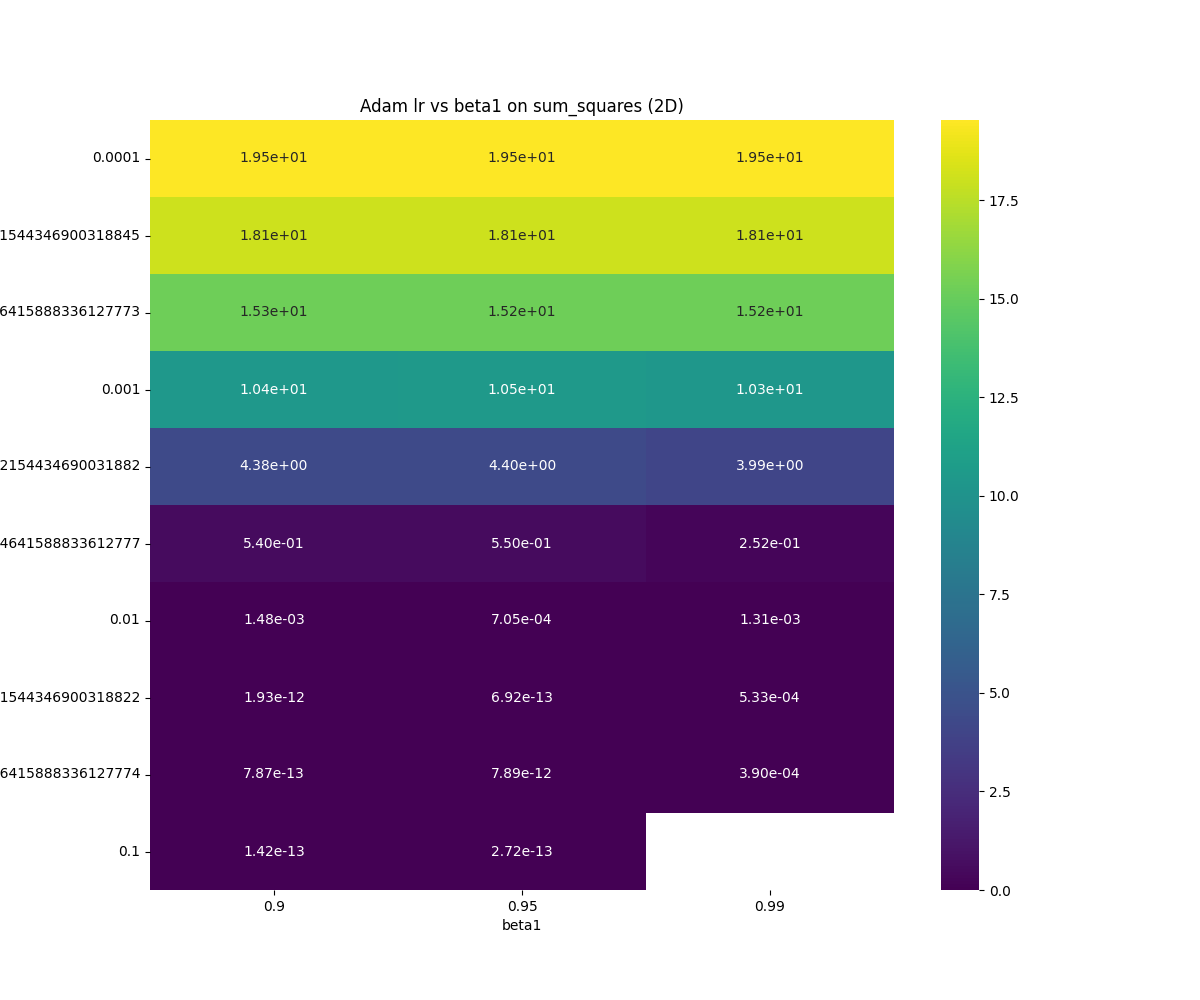 Adam lr vs beta1 on sum_squares (2D)
0.0001 1.95e+01 1.95e+01 1.95e+01
1544346900318845 1.81e+01 1.81e+01 1.81e+01
6415888336127773 1.53e+01 1.52e+01 1.52e+01
0.001 1.04e+01 1.05e+01 1.03e+01
2154434690031882 4.38e+00 4.40e+00 3.99e+00
4641588833612777 5.40e-01 5.50e-01 2.52e-01
0.01 1.48e-03 7.05e-04 1.31e-03
1544346900318822 1.93e-12 6.92e-13 5.33e-04
6415888336127774 7.87e-13 7.89e-12 3.90e-04
0.1 1.42e-13 2.72e-13
0.9 0.95 0.99
beta1
17.5
15.0
12.5
10.0
7.5
5.0
2.5
0.0